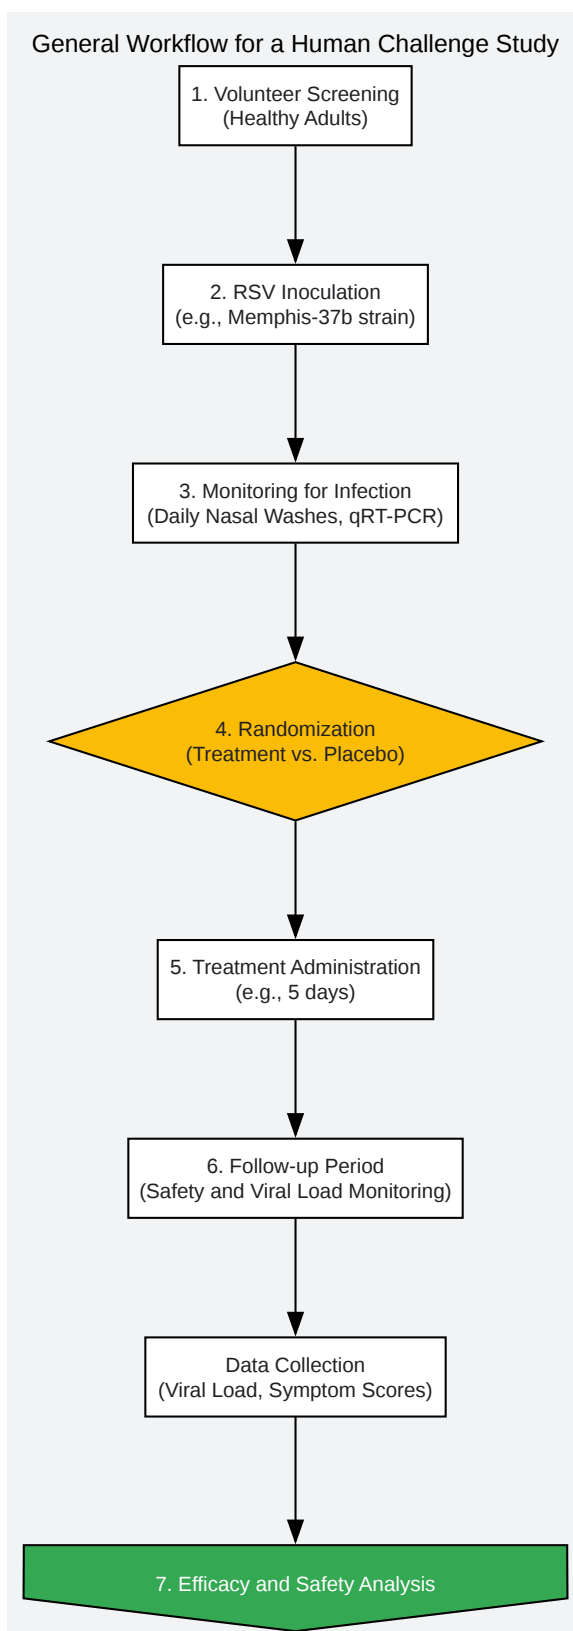 General Workflow for a Human Challenge Study
1. Volunteer Screening
(Healthy Adults)
2. RSV Inoculation
(e.g., Memphis-37b strain)
3. Monitoring for Infection
(Daily Nasal Washes, qRT-PCR)
4. Randomization
(Treatment vs. Placebo)
5. Treatment Administration
(e.g., 5 days)
6. Follow-up Period
(Safety and Viral Load Monitoring)
Data Collection
(Viral Load, Symptom Scores)
7. Efficacy and Safety Analysis